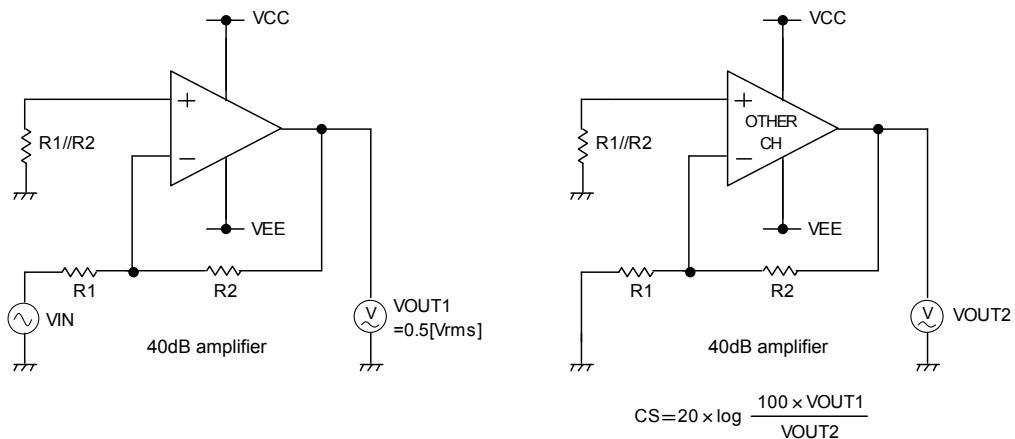 VCC
+
R1//R2
−
VEE
R1
R2
VIN
VOUT1
=0.5[Vrms]
V
40dB amplifier
VCC
+
OTHER
CH
R1//R2
−
VEE
R1
R2
V
VOUT2
40dB amplifier
CS=20×log 100×VOUT1
VOUT2